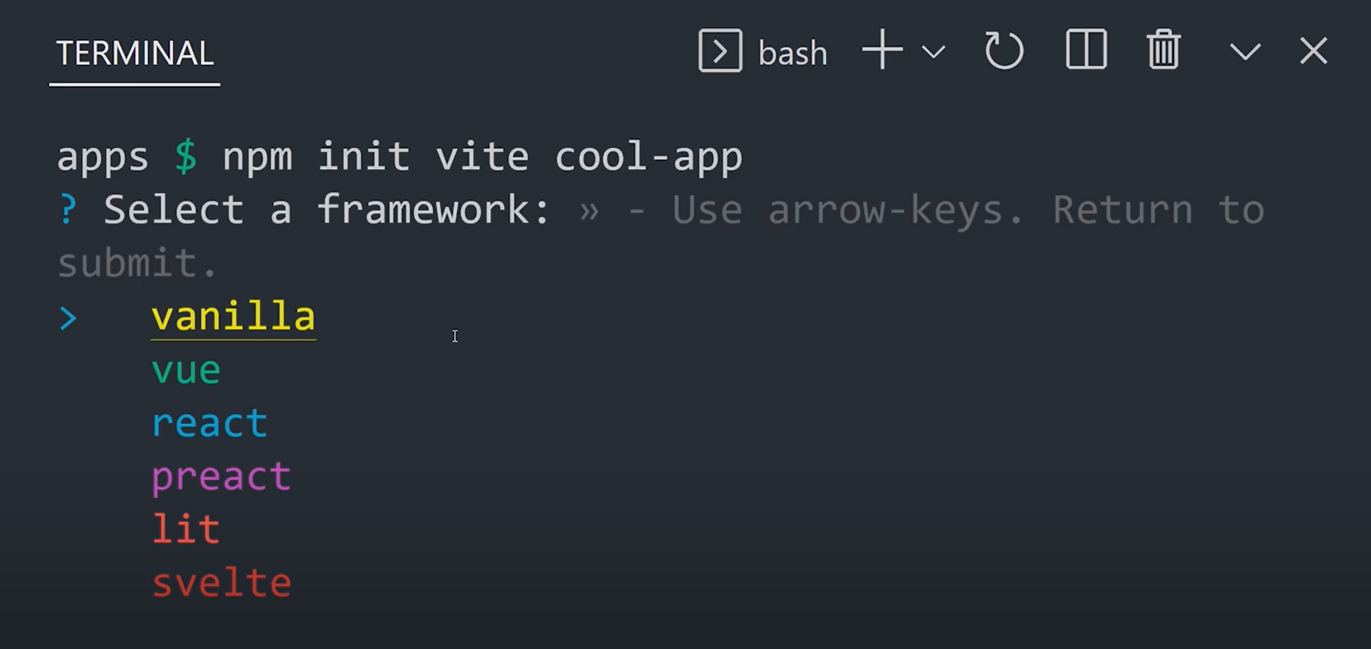 TERMINAL
bash
apps $ npm init vite cool-app
? Select a framework: » - Use arrow-keys. Return to
submit.
> vanilla
vue
react
preact
lit
svelte